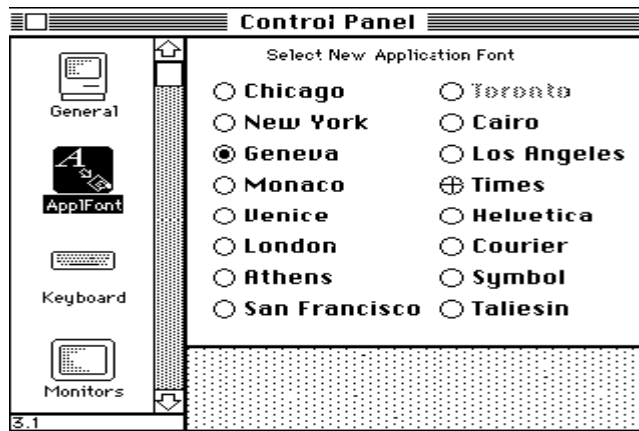 Control Panel
General
ApplFont
Keyboard
Monitors
3.1
Select New Application Font
Chicago
New York
Geneva
Monaco
Venice
London
Athens
San Francisco
Toronto
Cairo
Los Angeles
Times
Helvetica
Courier
Symbol
Taliesin